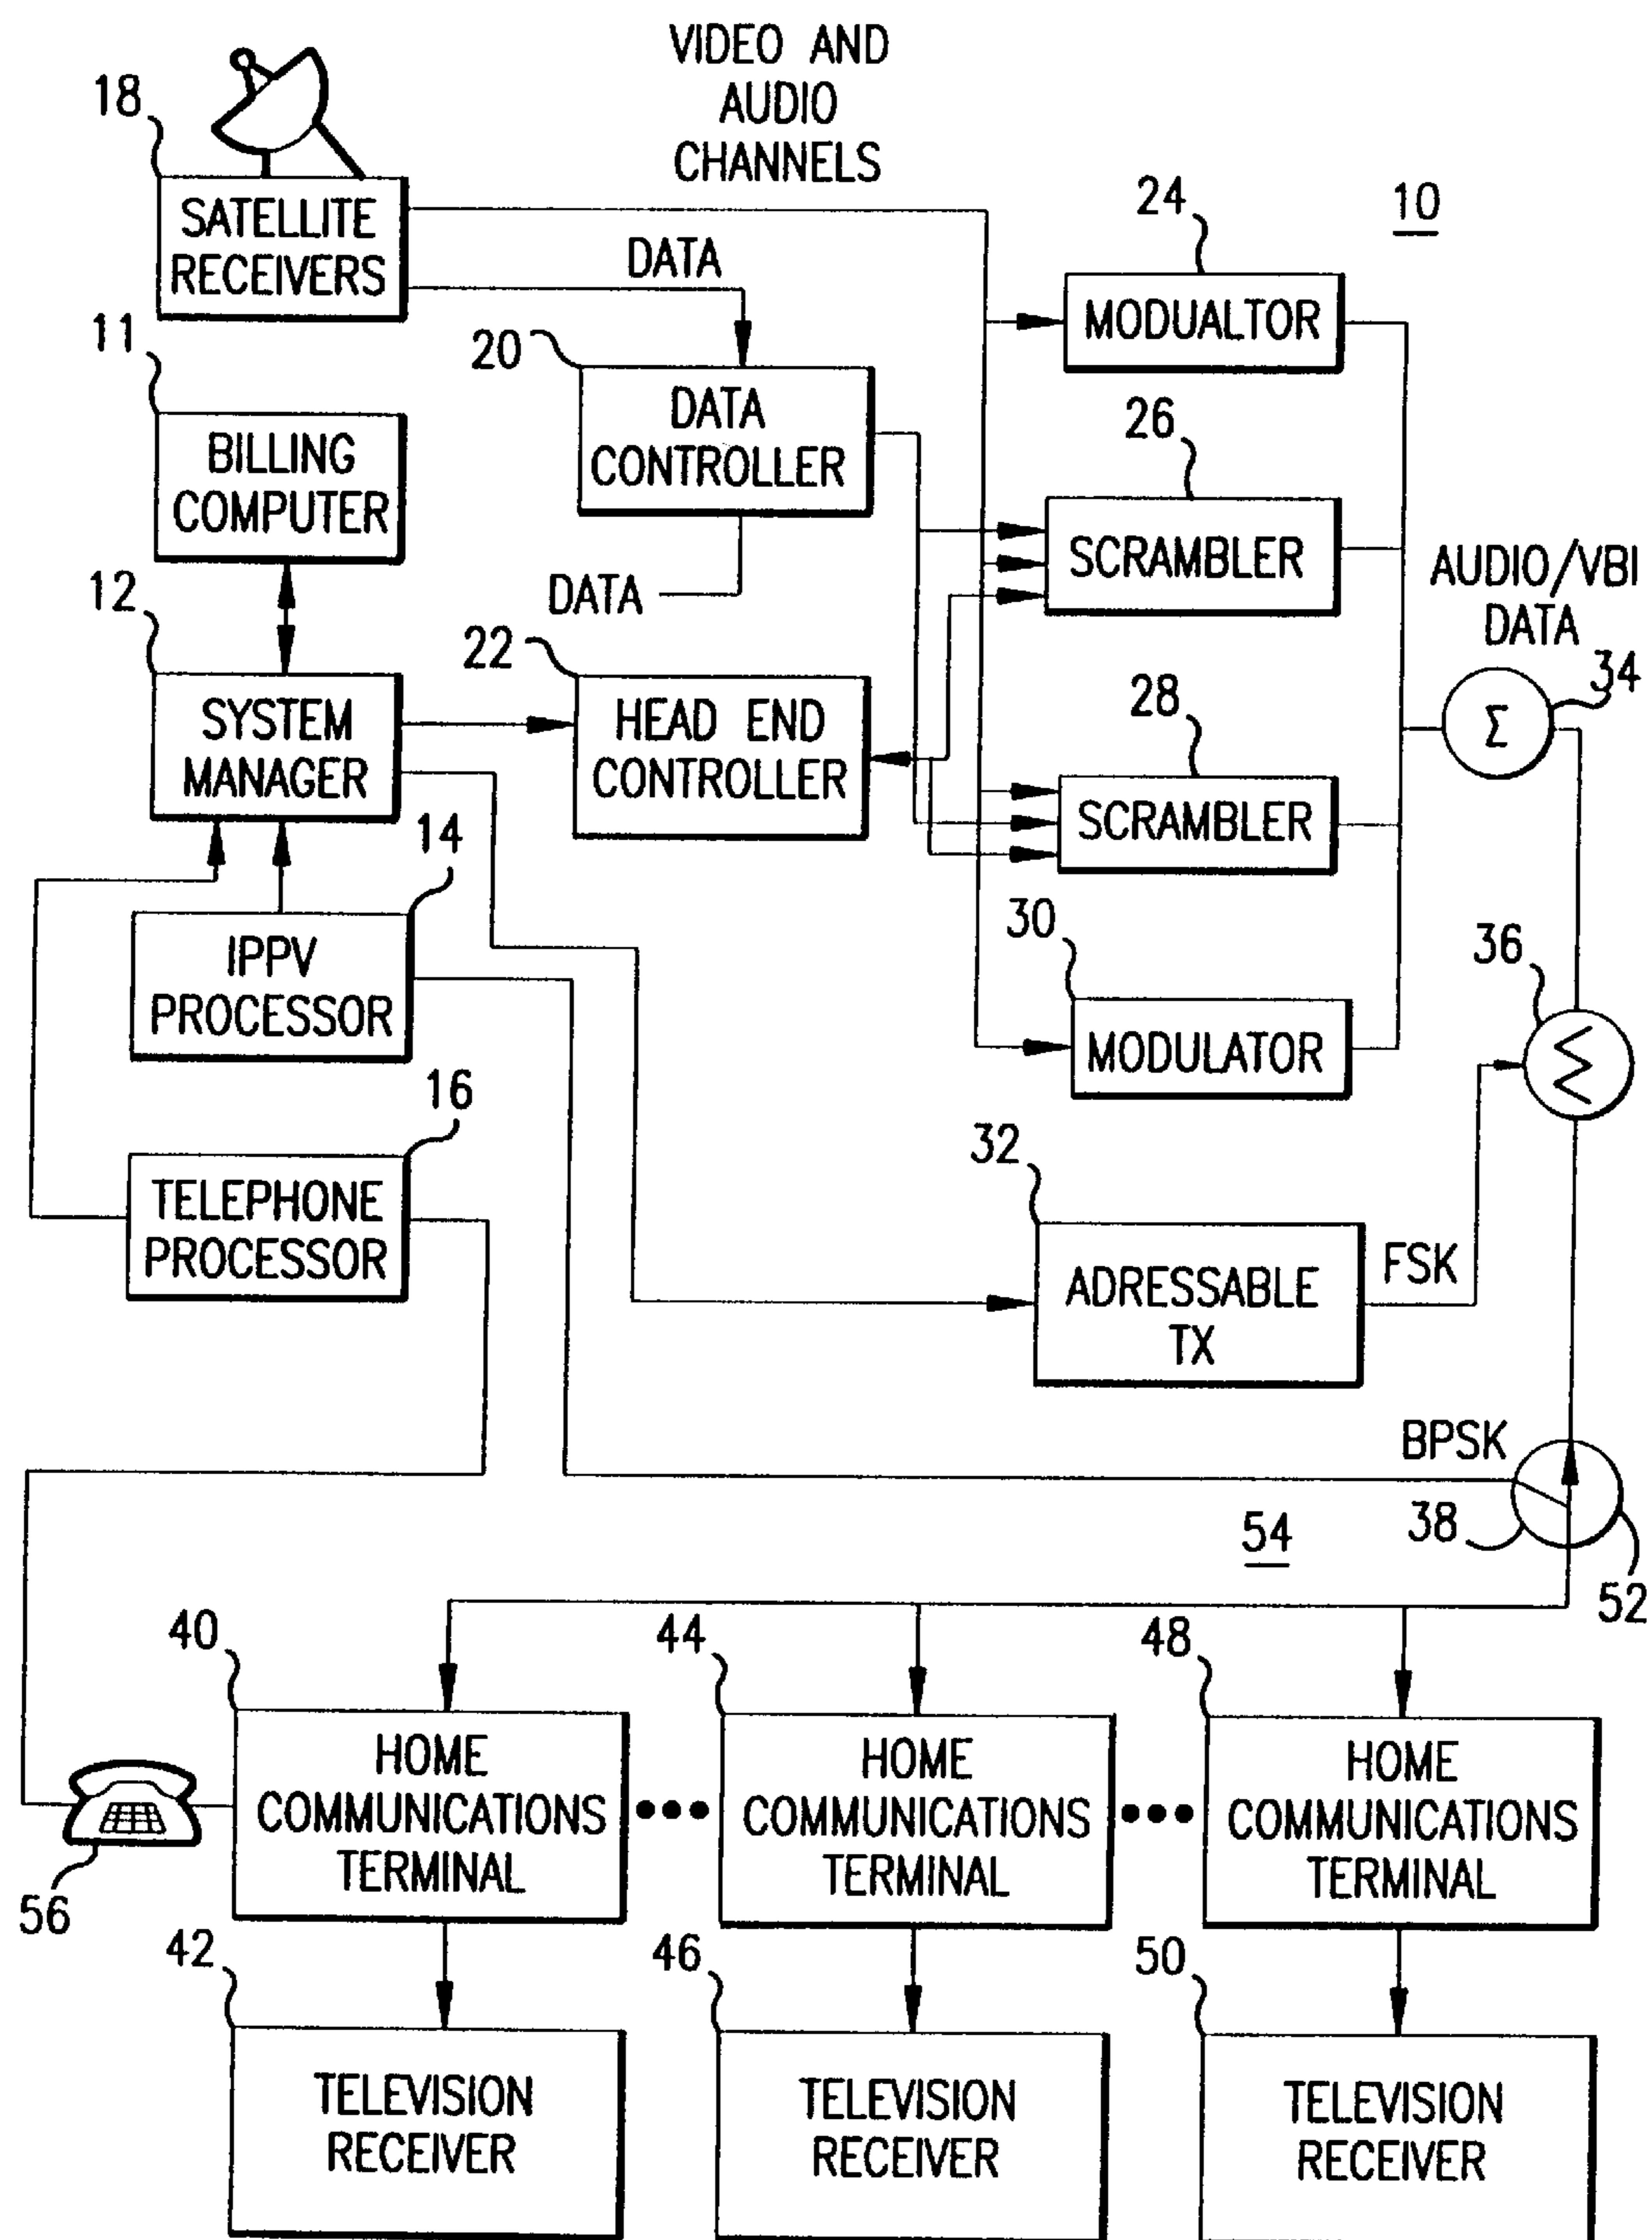 VIDEO AND
AUDIO
CHANNELS
18
SATELLITE
RECEIVERS
DATA
24
10
MODUALTOR
11
BILLING
COMPUTER
20
DATA
CONTROLLER
DATA
26
SCRAMBLER
AUDIO/VBI
DATA
34
Σ
12
SYSTEM
MANAGER
22
HEAD END
CONTROLLER
28
SCRAMBLER
14
IPPV
PROCESSOR
30
MODULATOR
36
Σ
16
TELEPHONE
PROCESSOR
32
ADRESSABLE
TX
FSK
BPSK
38
52
54
40
HOME
COMMUNICATIONS
TERMINAL
44
HOME
COMMUNICATIONS
TERMINAL
48
HOME
COMMUNICATIONS
TERMINAL
56
42
TELEVISION
RECEIVER
46
TELEVISION
RECEIVER
50
TELEVISION
RECEIVER